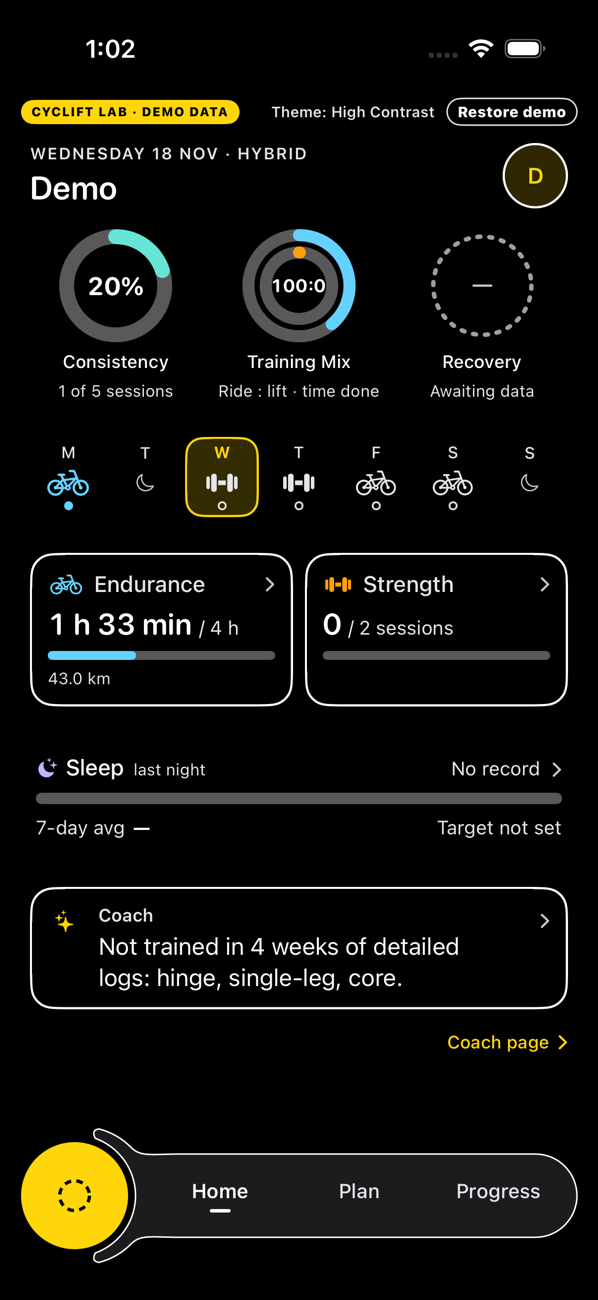 1:02
CYCLIFT LAB · DEMO DATA
Theme: High Contrast
Restore demo
WEDNESDAY 18 NOV · HYBRID
Demo
D
20%
100:0
—
Consistency
Training Mix
Recovery
1 of 5 sessions
Ride : lift · time done
Awaiting data
M T W T F S S
Endurance
1 h 33 min / 4 h
43.0 km
Strength
0 / 2 sessions
Sleep last night
No record
7-day avg —
Target not set
Coach
Not trained in 4 weeks of detailed
logs: hinge, single-leg, core.
Coach page
Home
Plan
Progress